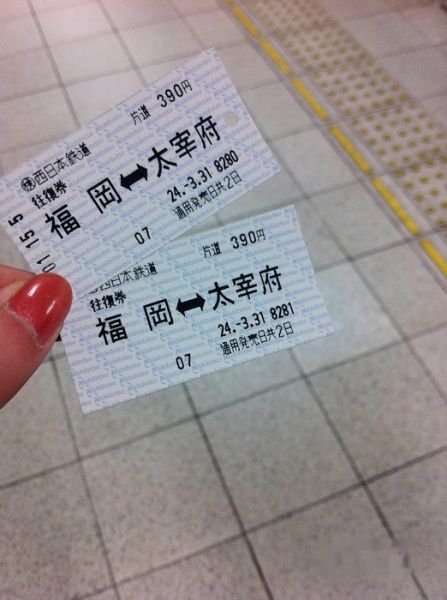 片道 390円
㊕西日本鉄道
往復券
福岡↔太宰府
24.-3.31 8280
07 通用発売日共2日
片道 390円
西日本鉄道
往復券
福岡↔太宰府
24.-3.31 8281
07 通用発売日共2日